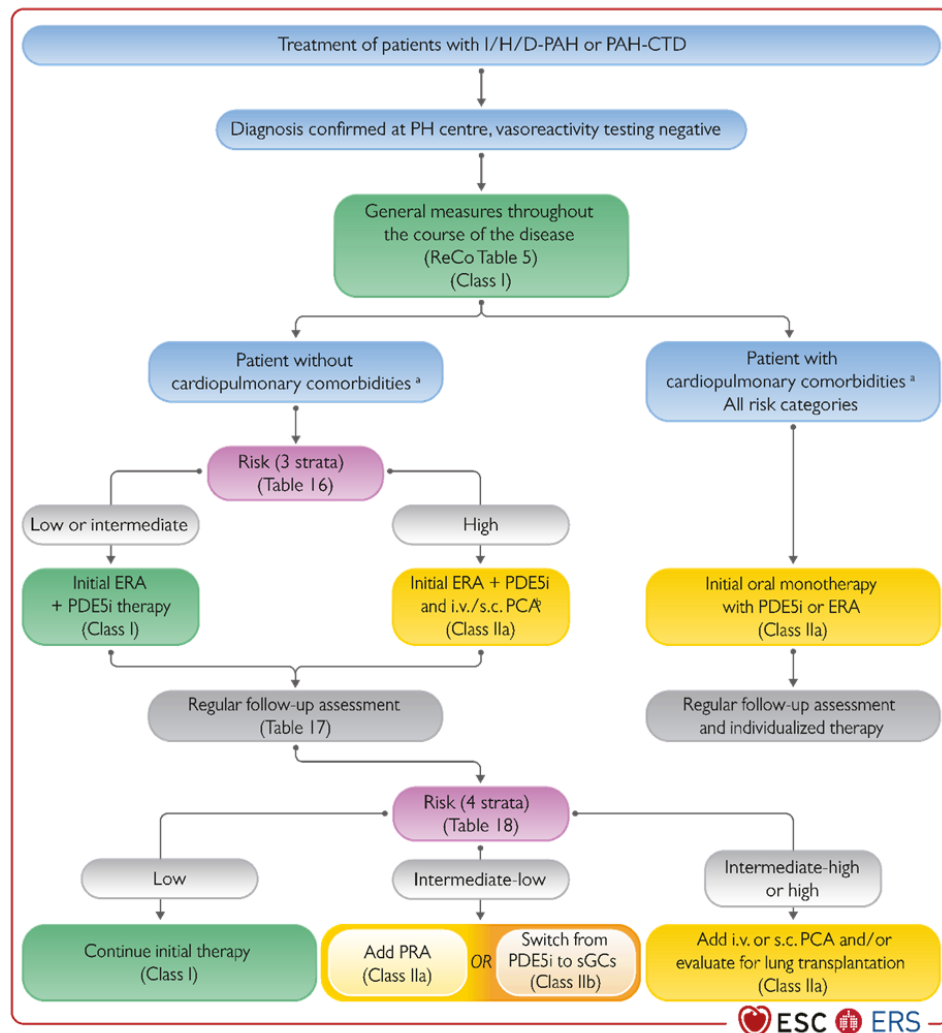 Treatment of patients with I/H/D-PAH or PAH-CTD
Diagnosis confirmed at PH centre, vasoreactivity testing negative
General measures throughout
the course of the disease
(ReCo Table 5)
(Class I)
Patient without
cardiopulmonary comorbidities a
Patient with
cardiopulmonary comorbidities a
All risk categories
Risk (3 strata)
(Table 16)
Low or intermediate
High
Initial ERA
+ PDE5i therapy
(Class I)
Initial ERA + PDE5i
and i.v./s.c. PCA b
(Class IIa)
Initial oral monotherapy
with PDE5i or ERA
(Class IIa)
Regular follow-up assessment
(Table 17)
Regular follow-up assessment
and individualized therapy
Risk (4 strata)
(Table 18)
Low
Intermediate-low
Intermediate-high
or high
Continue initial therapy
(Class I)
Add PRA
(Class IIa)
OR
Switch from
PDE5i to sGCs
(Class IIb)
Add i.v. or s.c. PCA and/or
evaluate for lung transplantation
(Class IIa)
ESC ERS